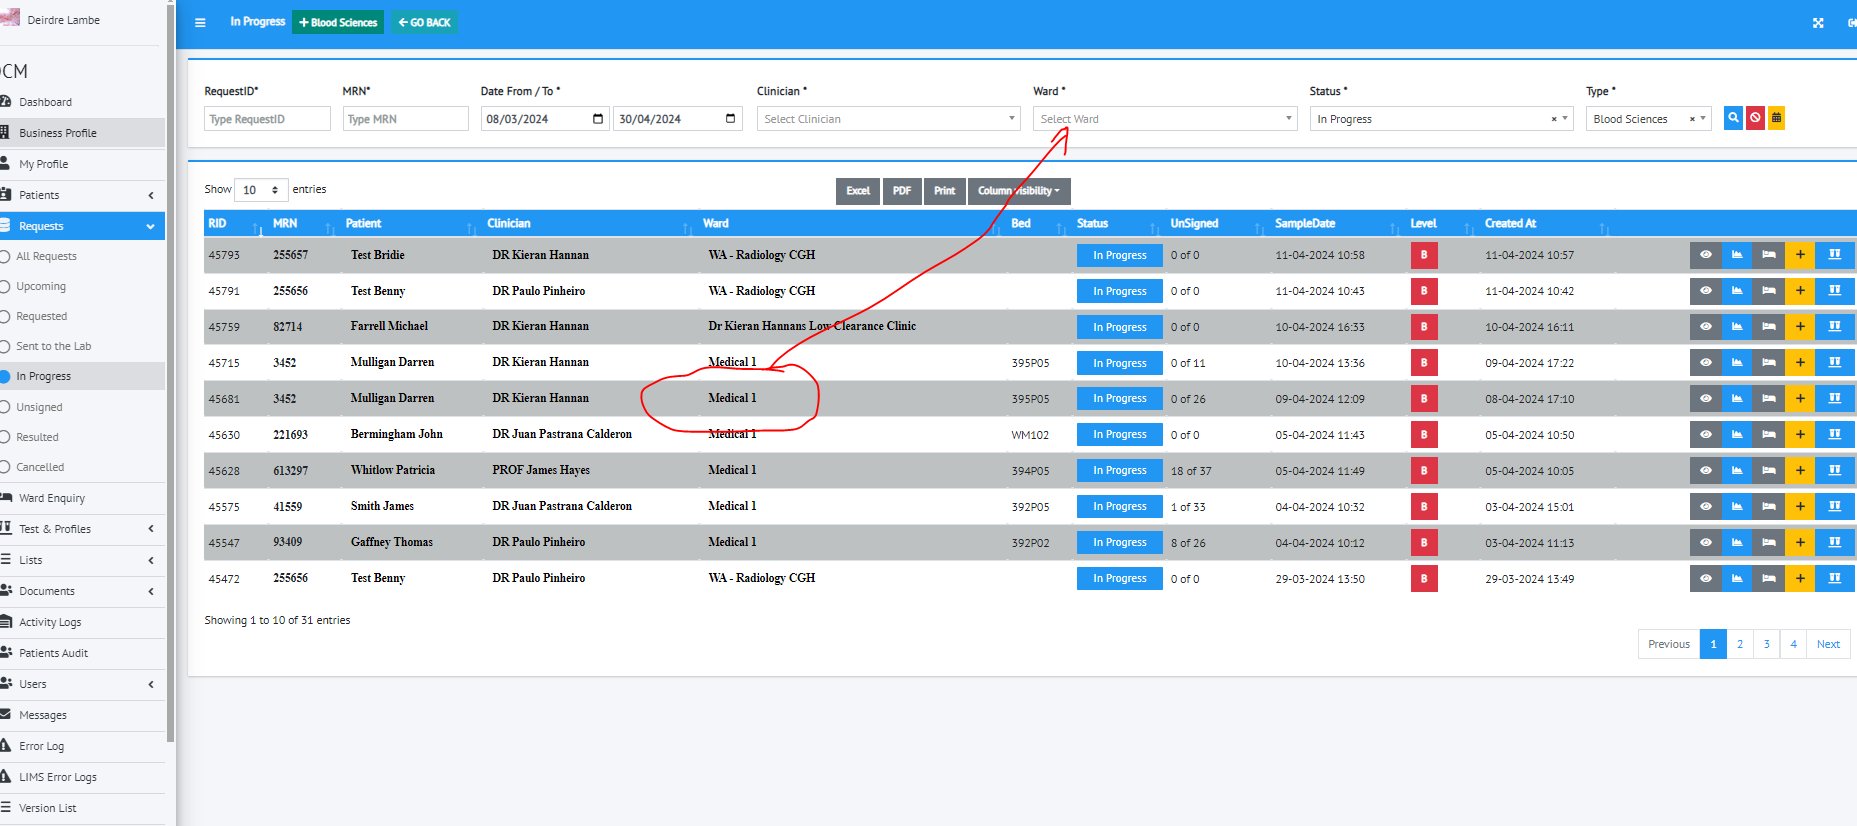 Deirdre Lambe
In Progress + Blood Sciences GO BACK
OCM
Dashboard
Business Profile
My Profile
Patients
Requests
All Requests
Upcoming
Requested
Sent to the Lab
In Progress
Unsigned
Resulted
Cancelled
Ward Enquiry
Test & Profiles
Lists
Documents
Activity Logs
Patients Audit
Users
Messages
Error Log
LIMS Error Logs
Version List
RequestID* MRN* Date From / To * Clinician * Ward * Status * Type *
Type RequestID Type MRN 08/03/2024 30/04/2024 Select Clinician Select Ward In Progress × Blood Sciences ×
Show 10 entries Excel PDF Print Column visibility
RID MRN Patient Clinician Ward Bed Status UnSigned SampleDate Level Created At
45793 255657 Test Bridie DR Kieran Hannan WA - Radiology CGH In Progress 0 of 0 11-04-2024 10:58 B 11-04-2024 10:57
45791 255656 Test Benny DR Paulo Pinheiro WA - Radiology CGH In Progress 0 of 0 11-04-2024 10:43 B 11-04-2024 10:42
45759 82714 Farrell Michael DR Kieran Hannan Dr Kieran Hannans Low Clearance Clinic In Progress 0 of 0 10-04-2024 16:33 B 10-04-2024 16:11
45715 3452 Mulligan Darren DR Kieran Hannan Medical 1 395P05 In Progress 0 of 11 10-04-2024 13:36 B 09-04-2024 17:22
45681 3452 Mulligan Darren DR Kieran Hannan Medical 1 395P05 In Progress 0 of 26 09-04-2024 12:09 B 08-04-2024 17:10
45630 221693 Bermingham John DR Juan Pastrana Calderon Medical 1 WM102 In Progress 0 of 0 05-04-2024 11:43 B 05-04-2024 10:50
45628 613297 Whitlow Patricia PROF James Hayes Medical 1 394P05 In Progress 18 of 37 05-04-2024 11:49 B 05-04-2024 10:05
45575 41559 Smith James DR Juan Pastrana Calderon Medical 1 392P05 In Progress 1 of 33 04-04-2024 10:32 B 03-04-2024 15:01
45547 93409 Gaffney Thomas DR Paulo Pinheiro Medical 1 392P02 In Progress 8 of 26 04-04-2024 10:12 B 03-04-2024 11:13
45472 255656 Test Benny DR Paulo Pinheiro WA - Radiology CGH In Progress 0 of 0 29-03-2024 13:50 B 29-03-2024 13:49
Showing 1 to 10 of 31 entries
Previous 1 2 3 4 Next